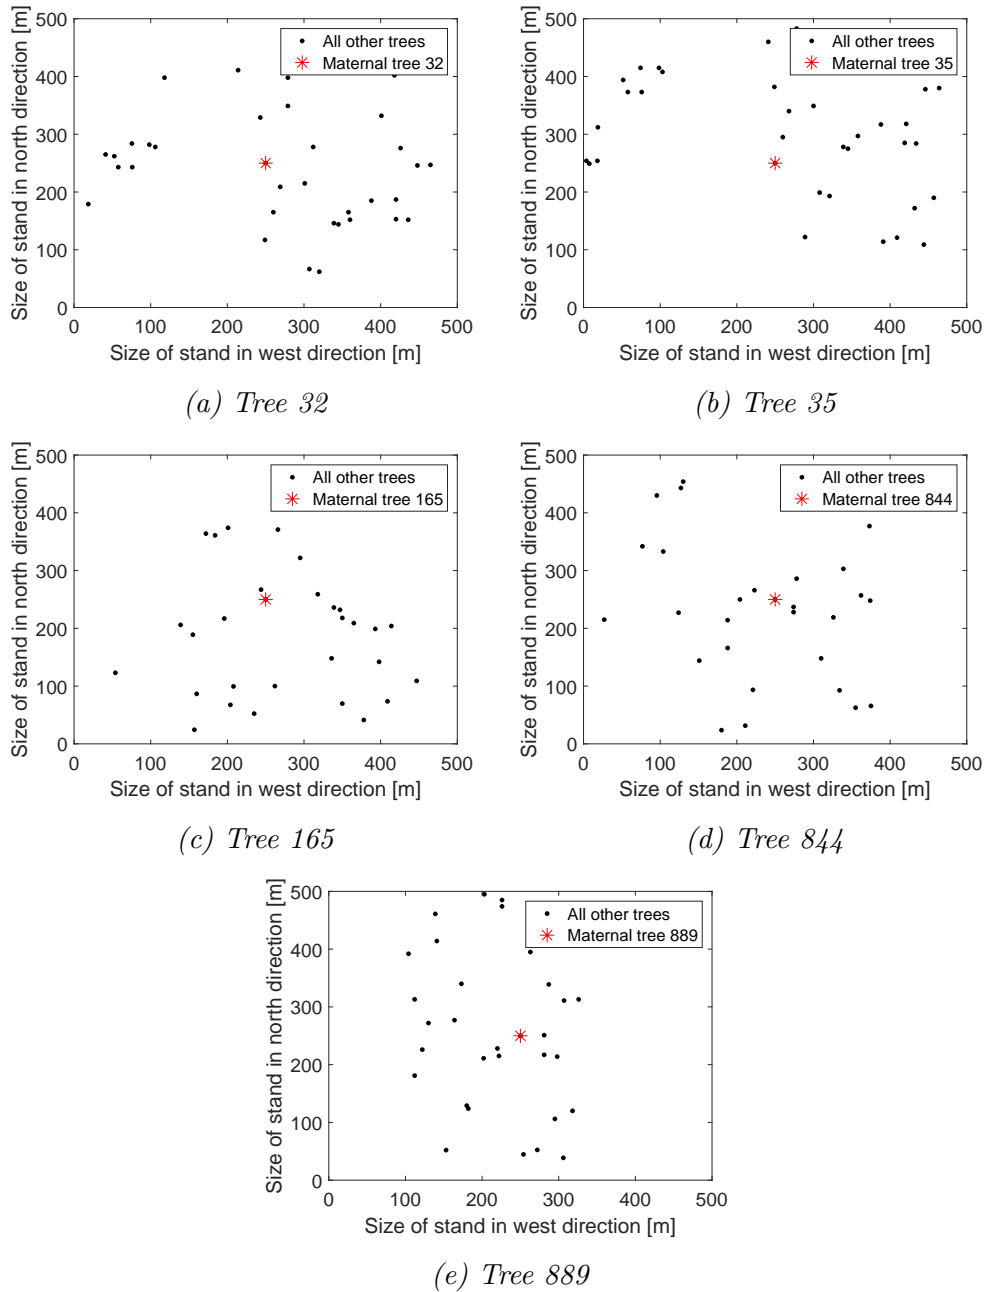 Size of stand in north direction [m]
500
400
300
200
100
0
All other trees
Maternal tree 32
0 100 200 300 400 500
Size of stand in west direction [m]
(a) Tree 32
Size of stand in north direction [m]
500
400
300
200
100
0
All other trees
Maternal tree 35
0 100 200 300 400 500
Size of stand in west direction [m]
(b) Tree 35
Size of stand in north direction [m]
500
400
300
200
100
0
All other trees
Maternal tree 165
0 100 200 300 400 500
Size of stand in west direction [m]
(c) Tree 165
Size of stand in north direction [m]
500
400
300
200
100
0
All other trees
Maternal tree 844
0 100 200 300 400 500
Size of stand in west direction [m]
(d) Tree 844
Size of stand in north direction [m]
500
400
300
200
100
0
All other trees
Maternal tree 889
0 100 200 300 400 500
Size of stand in west direction [m]
(e) Tree 889